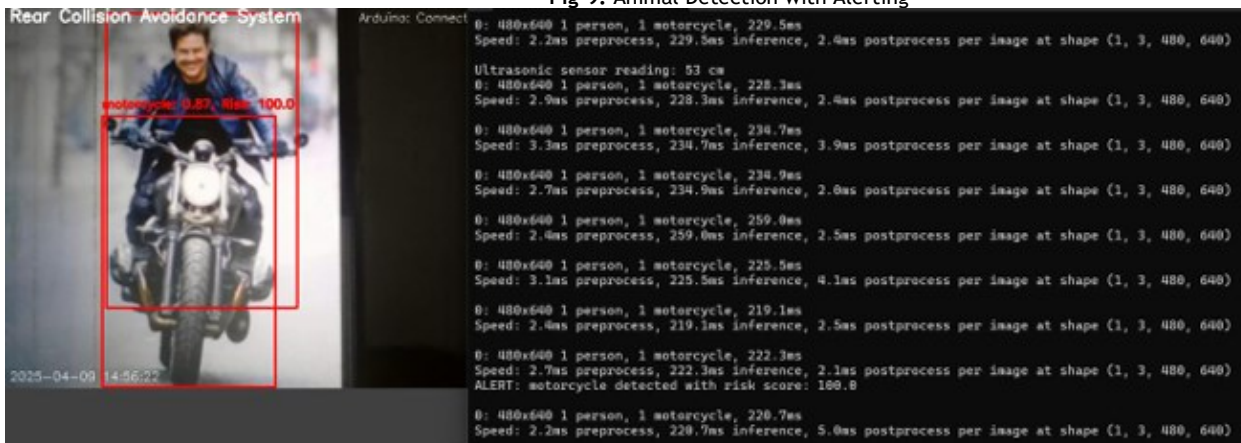 Fig 9. Animal Detection with Alerting
Rear Collision Avoidance System
Arduino: Connect
motorcycle: 0.87, Risk: 100.0
2025-04-09 14:56:22
0: 480x640 1 person, 1 motorcycle, 229.5ms
Speed: 2.2ms preprocess, 229.5ms inference, 2.4ms postprocess per image at shape (1, 3, 480, 640)
Ultrasonic sensor reading: 53 cm
0: 480x640 1 person, 1 motorcycle, 228.3ms
Speed: 2.9ms preprocess, 228.3ms inference, 2.4ms postprocess per image at shape (1, 3, 480, 640)
0: 480x640 1 person, 1 motorcycle, 234.7ms
Speed: 3.3ms preprocess, 234.7ms inference, 3.9ms postprocess per image at shape (1, 3, 480, 640)
0: 480x640 1 person, 1 motorcycle, 234.9ms
Speed: 2.7ms preprocess, 234.9ms inference, 2.0ms postprocess per image at shape (1, 3, 480, 640)
0: 480x640 1 person, 1 motorcycle, 259.0ms
Speed: 2.4ms preprocess, 259.0ms inference, 2.5ms postprocess per image at shape (1, 3, 480, 640)
0: 480x640 1 person, 1 motorcycle, 225.5ms
Speed: 3.1ms preprocess, 225.5ms inference, 4.1ms postprocess per image at shape (1, 3, 480, 640)
0: 480x640 1 person, 1 motorcycle, 219.1ms
Speed: 2.4ms preprocess, 219.1ms inference, 2.5ms postprocess per image at shape (1, 3, 480, 640)
0: 480x640 1 person, 1 motorcycle, 222.3ms
Speed: 2.7ms preprocess, 222.3ms inference, 2.1ms postprocess per image at shape (1, 3, 480, 640)
ALERT: motorcycle detected with risk score: 100.0
0: 480x640 1 person, 1 motorcycle, 220.7ms
Speed: 2.2ms preprocess, 220.7ms inference, 5.0ms postprocess per image at shape (1, 3, 480, 640)